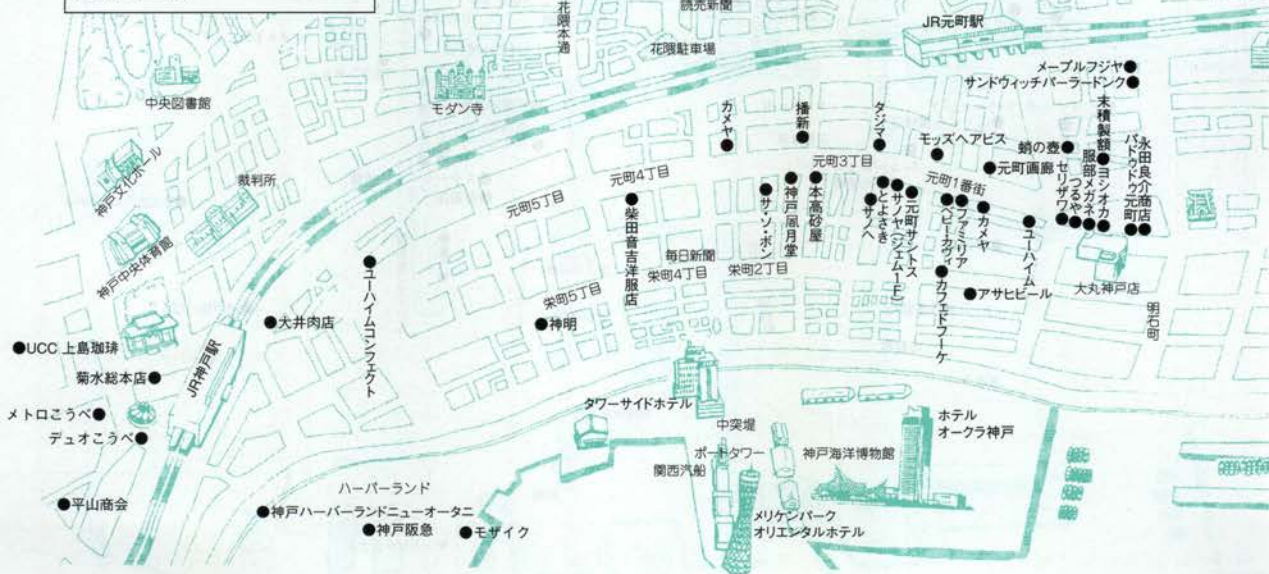 読売新聞
花隈本通
JR元町駅
花隈駐車場
メープルフジヤ
サンドウィッチパーラードンク
中央図書館
モダン寺
カメヤ
播新
タジマ
モッズヘアビス
蛸の壺
末積製額
永田良介商店
パドゥドゥ元町
神戸文化ホール
裁判所
元町3丁目
元町画廊
ヨシオカ
服部メガネ
つるや
セリザワ
元町4丁目
元町1番街
元町5丁目
柴田音吉洋服店
サ・ソ・ボン
神戸風月堂
本高砂屋
サノヘ
とよさき
サノヤ(ジェムード)
元町サントス
ベビー・カヴィ
ファミリア
カメヤ
ユーハイム
神戸中央体育館
毎日新聞
栄町4丁目
栄町2丁目
大丸神戸店
ユーハイムコンフェクト
栄町5丁目
カフェドフーケ
アサヒビール
明石町
大井肉店
神明
UCC 上島珈琲
JR神戸駅
菊水総本店
タワーサイドホテル
メトロこうべ
ホテル
オークラ神戸
デュオこうべ
中突堤
ポートタワー
神戸海洋博物館
関西汽船
ハーバーランド
平山商会
神戸ハーバーランドニューオータニ
神戸阪急
モザイク
メリケンパーク
オリエンタルホテル